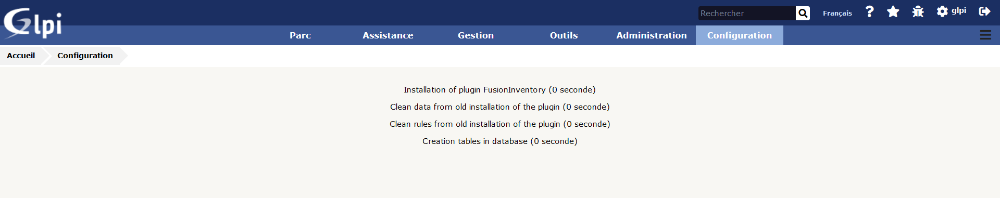 Glpi
Rechercher
Français
glpi
Parc
Assistance
Gestion
Outils
Administration
Configuration
Accueil
Configuration
Installation of plugin FusionInventory (0 seconde)
Clean data from old installation of the plugin (0 seconde)
Clean rules from old installation of the plugin (0 seconde)
Creation tables in database (0 seconde)